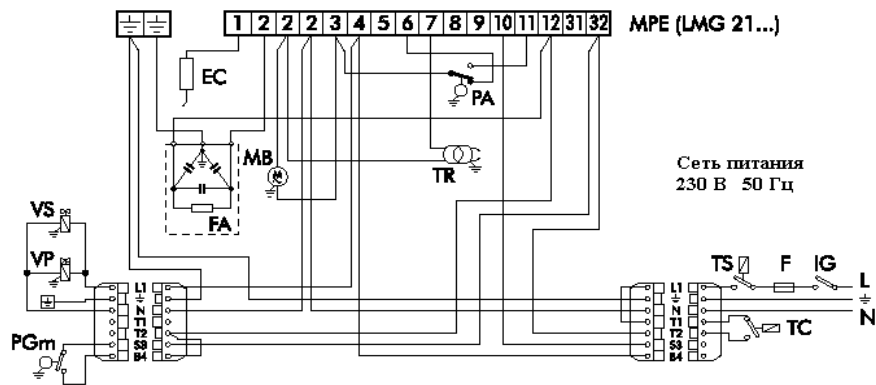 1 2 2 2 3 4 5 6 7 8 9 10 11 12 31 32 MPE (LMG 21...)
EC
PA
MB
TR
FA
Сеть питания
230 В 50 Гц
VS
VP
PGm
L1
N
T1
T2
S3
B4
L1
N
T1
T2
S3
B4
TS F IG L
N
TC